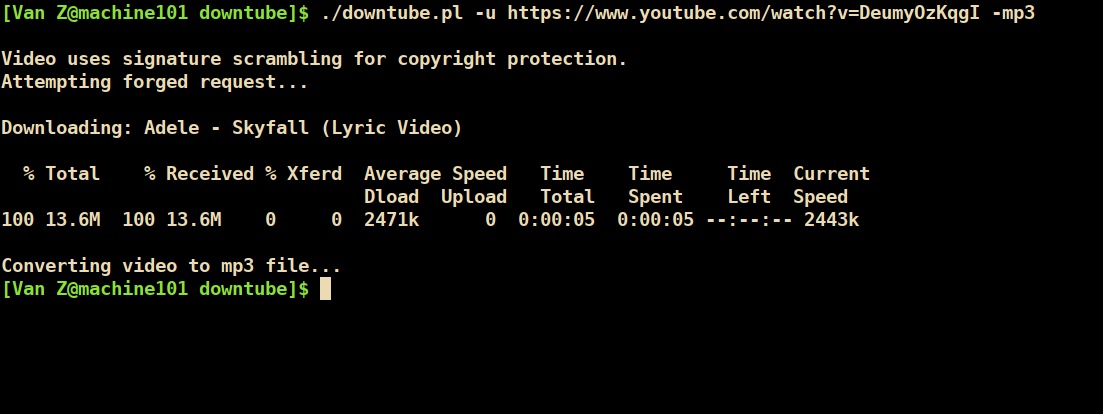 [Van Z@machine101 downtube]$ ./downtube.pl -u https://www.youtube.com/watch?v=DeumyOzKqgI -mp3
Video uses signature scrambling for copyright protection.
Attempting forged request...
Downloading: Adele - Skyfall (Lyric Video)
% Total % Received % Xferd Average Speed Time Time Time Current
Dload Upload Total Spent Left Speed
100 13.6M 100 13.6M 0 0 2471k 0 0:00:05 0:00:05 --:--:-- 2443k
Converting video to mp3 file...
[Van Z@machine101 downtube]$